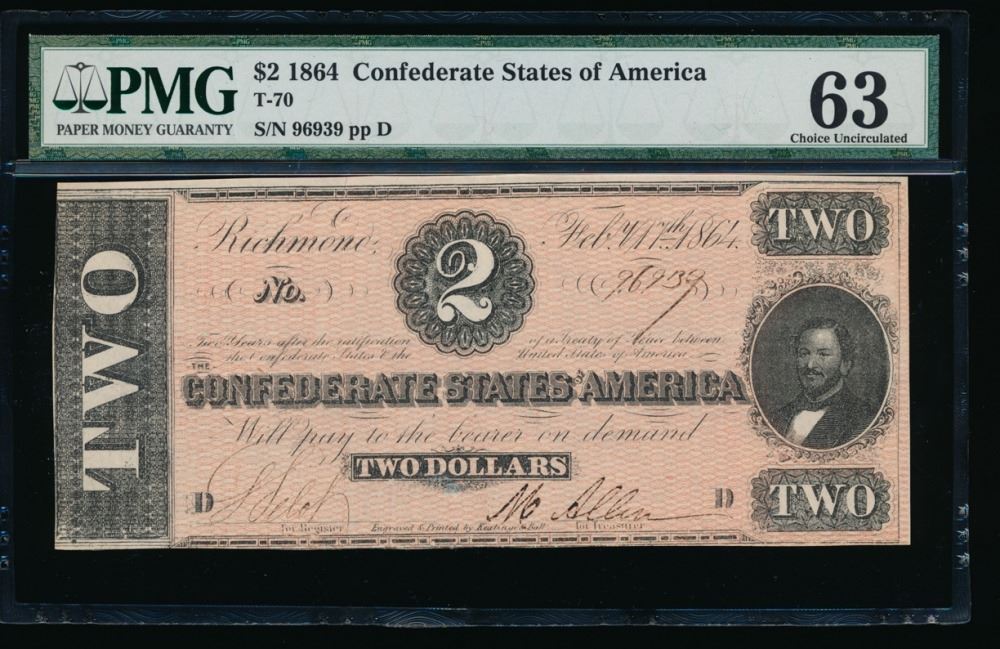 PMG
PAPER MONEY GUARANTY
$2 1864 Confederate States of America
T-70
S/N 96939 pp D
63
Choice Uncirculated
TWO
Richmond, Feby. 17th 1864.
2
TWO
No. 96939
Two Years after the ratification of a Treaty of Peace between
the Confederate States & the United States of America
THE
CONFEDERATE STATES OF AMERICA
Will pay to the bearer on demand
TWO DOLLARS
TWO
D D
for Register Engraved & Printed by Keatinge & Ball for Treasurer